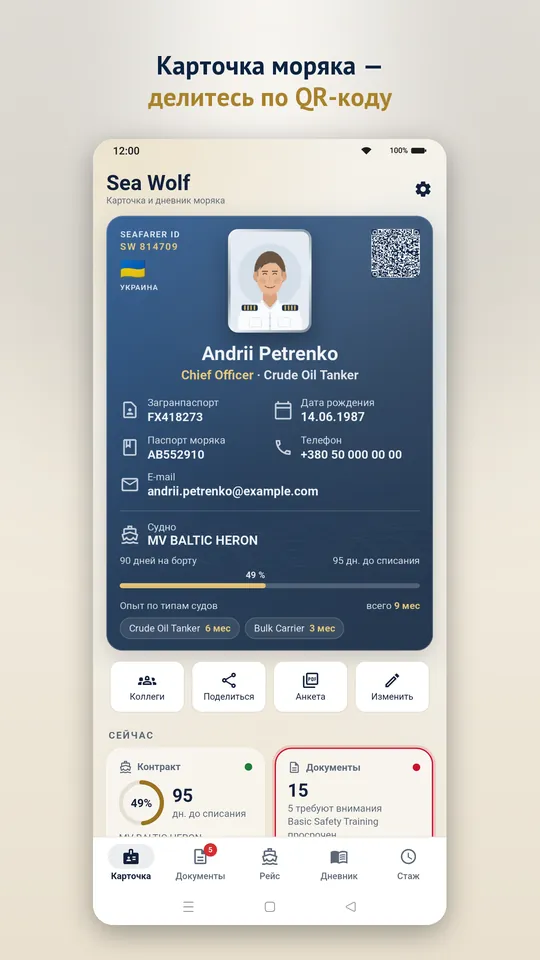 Карточка моряка —
делитесь по QR-коду
12:00
100%
Sea Wolf
Карточка и дневник моряка
SEAFARER ID
SW 814709
УКРАИНА
Andrii Petrenko
Chief Officer · Crude Oil Tanker
Загранпаспорт
FX418273
Дата рождения
14.06.1987
Паспорт моряка
AB552910
Телефон
+380 50 000 00 00
E-mail
andrii.petrenko@example.com
Судно
MV BALTIC HERON
90 дней на борту
95 дн. до списания
49 %
Опыт по типам судов
всего 9 мес
Crude Oil Tanker 6 мес
Bulk Carrier 3 мес
Коллеги
Поделиться
PDF
Анкета
Изменить
СЕЙЧАС
Контракт
49%
95
дн. до списания
MV BALTIC HERON
Документы
15
5 требуют внимания
Basic Safety Training
просрочен
Карточка
5
Документы
Рейс
Дневник
Стаж